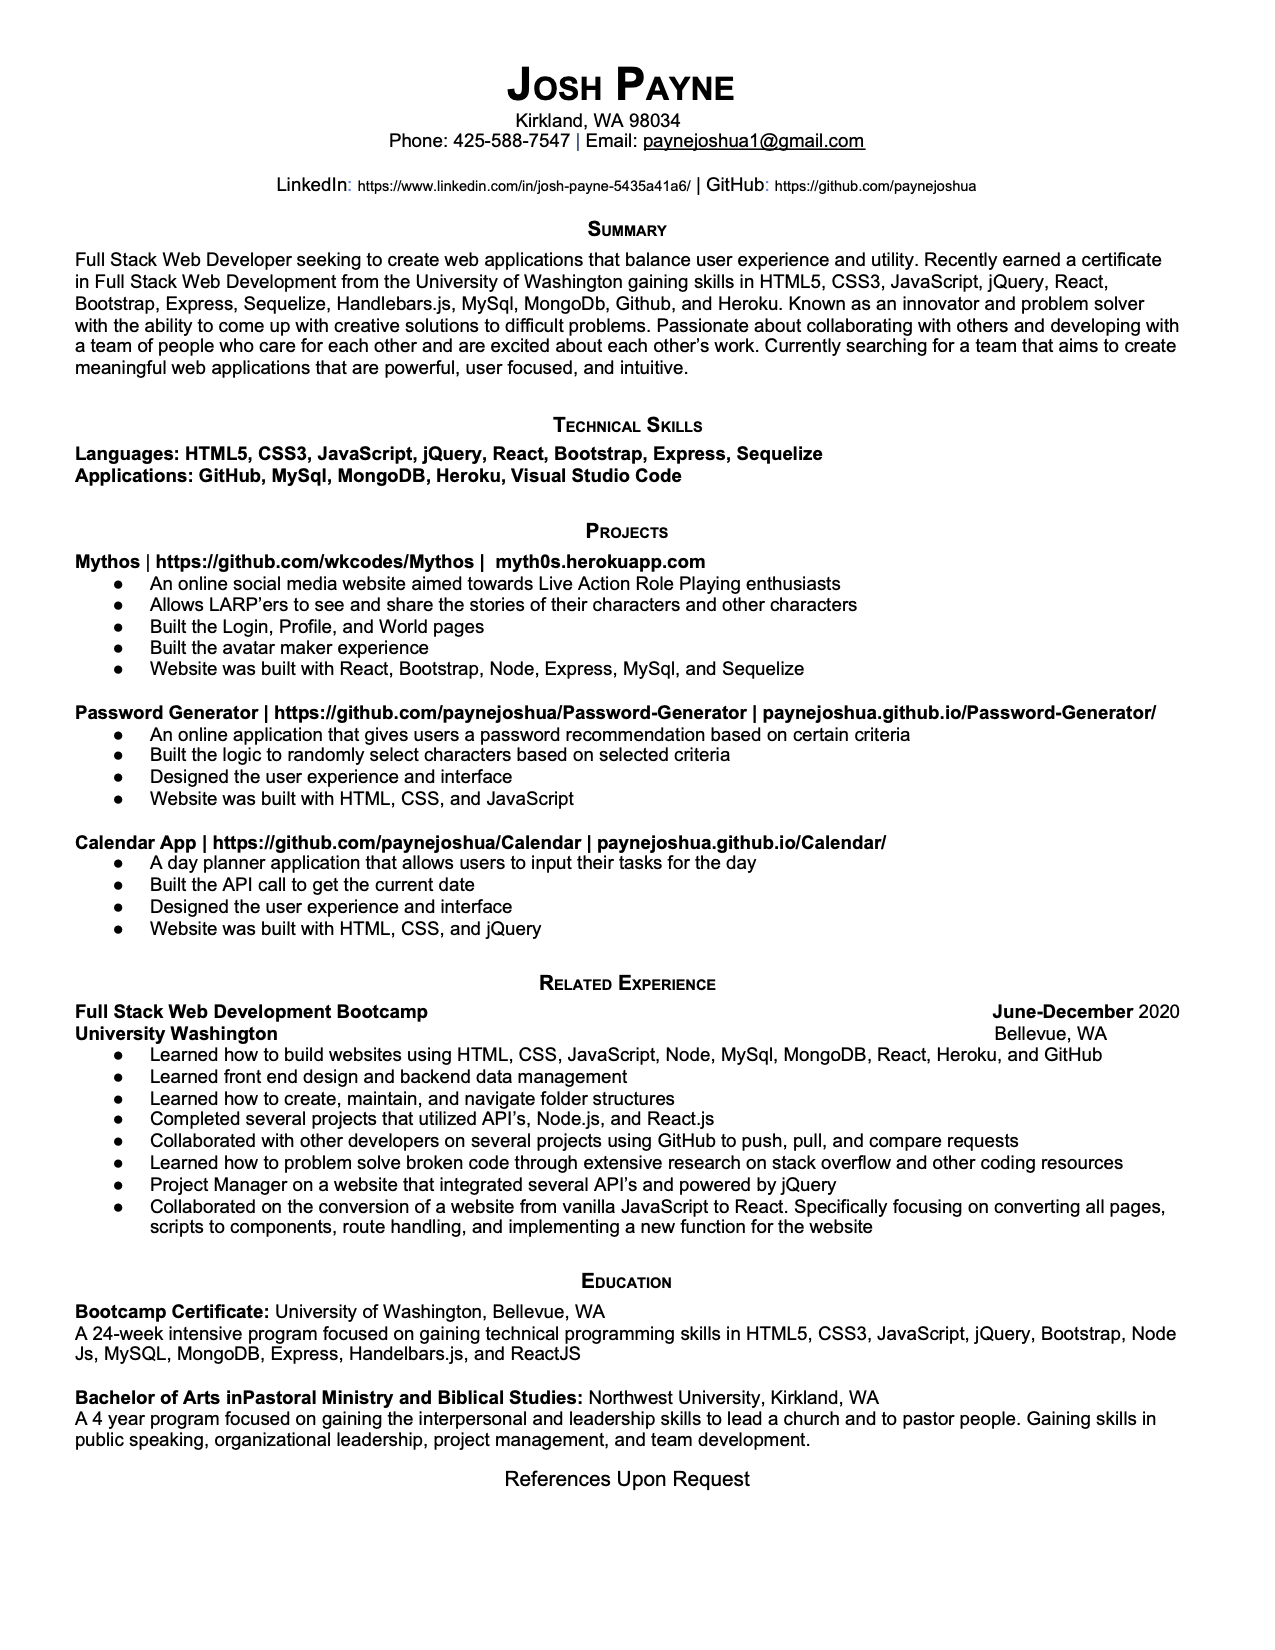 Josh Payne
Kirkland, WA 98034
Phone: 425-588-7547 | Email: paynejoshua1@gmail.com
LinkedIn: https://www.linkedin.com/in/josh-payne-5435a41a6/ | GitHub: https://github.com/paynejoshua
Summary
Full Stack Web Developer seeking to create web applications that balance user experience and utility. Recently earned a certificate
in Full Stack Web Development from the University of Washington gaining skills in HTML5, CSS3, JavaScript, jQuery, React,
Bootstrap, Express, Sequelize, Handlebars.js, MySql, MongoDb, Github, and Heroku. Known as an innovator and problem solver
with the ability to come up with creative solutions to difficult problems. Passionate about collaborating with others and developing with
a team of people who care for each other and are excited about each other’s work. Currently searching for a team that aims to create
meaningful web applications that are powerful, user focused, and intuitive.
Technical Skills
Languages: HTML5, CSS3, JavaScript, jQuery, React, Bootstrap, Express, Sequelize
Applications: GitHub, MySql, MongoDB, Heroku, Visual Studio Code
Projects
Mythos | https://github.com/wkcodes/Mythos | myth0s.herokuapp.com
● An online social media website aimed towards Live Action Role Playing enthusiasts
● Allows LARP’ers to see and share the stories of their characters and other characters
● Built the Login, Profile, and World pages
● Built the avatar maker experience
● Website was built with React, Bootstrap, Node, Express, MySql, and Sequelize
Password Generator | https://github.com/paynejoshua/Password-Generator | paynejoshua.github.io/Password-Generator/
● An online application that gives users a password recommendation based on certain criteria
● Built the logic to randomly select characters based on selected criteria
● Designed the user experience and interface
● Website was built with HTML, CSS, and JavaScript
Calendar App | https://github.com/paynejoshua/Calendar | paynejoshua.github.io/Calendar/
● A day planner application that allows users to input their tasks for the day
● Built the API call to get the current date
● Designed the user experience and interface
● Website was built with HTML, CSS, and jQuery
Related Experience
Full Stack Web Development Bootcamp June-December 2020
University Washington Bellevue, WA
● Learned how to build websites using HTML, CSS, JavaScript, Node, MySql, MongoDB, React, Heroku, and GitHub
● Learned front end design and backend data management
● Learned how to create, maintain, and navigate folder structures
● Completed several projects that utilized API’s, Node.js, and React.js
● Collaborated with other developers on several projects using GitHub to push, pull, and compare requests
● Learned how to problem solve broken code through extensive research on stack overflow and other coding resources
● Project Manager on a website that integrated several API’s and powered by jQuery
● Collaborated on the conversion of a website from vanilla JavaScript to React. Specifically focusing on converting all pages,
scripts to components, route handling, and implementing a new function for the website
Education
Bootcamp Certificate: University of Washington, Bellevue, WA
A 24-week intensive program focused on gaining technical programming skills in HTML5, CSS3, JavaScript, jQuery, Bootstrap, Node
Js, MySQL, MongoDB, Express, Handelbars.js, and ReactJS
Bachelor of Arts inPastoral Ministry and Biblical Studies: Northwest University, Kirkland, WA
A 4 year program focused on gaining the interpersonal and leadership skills to lead a church and to pastor people. Gaining skills in
public speaking, organizational leadership, project management, and team development.
References Upon Request